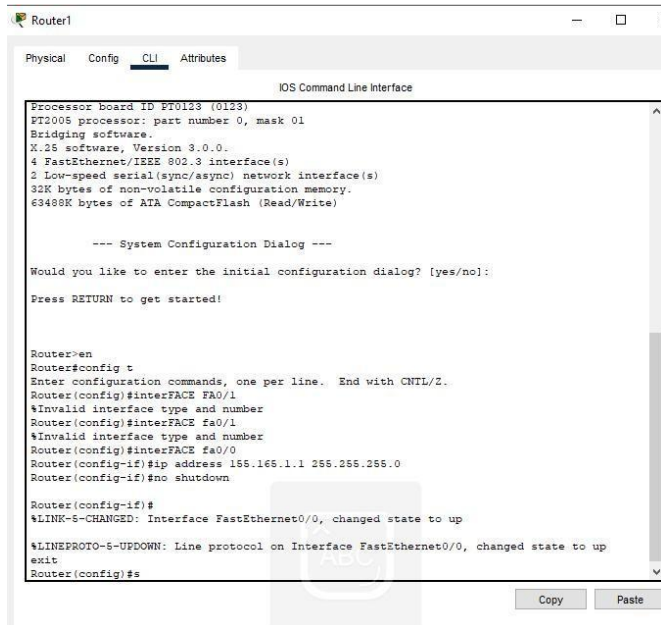 Router1
Physical Config CLI Attributes
IOS Command Line Interface
Processor board ID PT0123 (0123)
PT2005 processor: part number 0, mask 01
Bridging software.
X.25 software, Version 3.0.0.
4 FastEthernet/IEEE 802.3 interface(s)
2 Low-speed serial(sync/async) network interface(s)
32K bytes of non-volatile configuration memory.
63488K bytes of ATA CompactFlash (Read/Write)
--- System Configuration Dialog ---
Would you like to enter the initial configuration dialog? [yes/no]:
Press RETURN to get started!
Router>en
Router#config t
Enter configuration commands, one per line.  End with CNTL/Z.
Router(config)#interFACE FA0/1
%Invalid interface type and number
Router(config)#interFACE fa0/1
%Invalid interface type and number
Router(config)#interFACE fa0/0
Router(config-if)#ip address 155.165.1.1 255.255.255.0
Router(config-if)#no shutdown
Router(config-if)#
%LINK-5-CHANGED: Interface FastEthernet0/0, changed state to up
%LINEPROTO-5-UPDOWN: Line protocol on Interface FastEthernet0/0, changed state to up
exit
Router(config)#s
ABC
Copy Paste